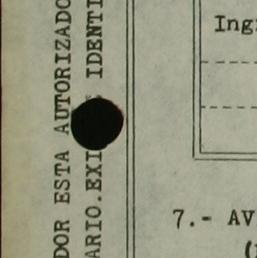 DOR ESTA AUTORIZADO
ARIO.EXI IDENTI
Ing
7.- AV
(